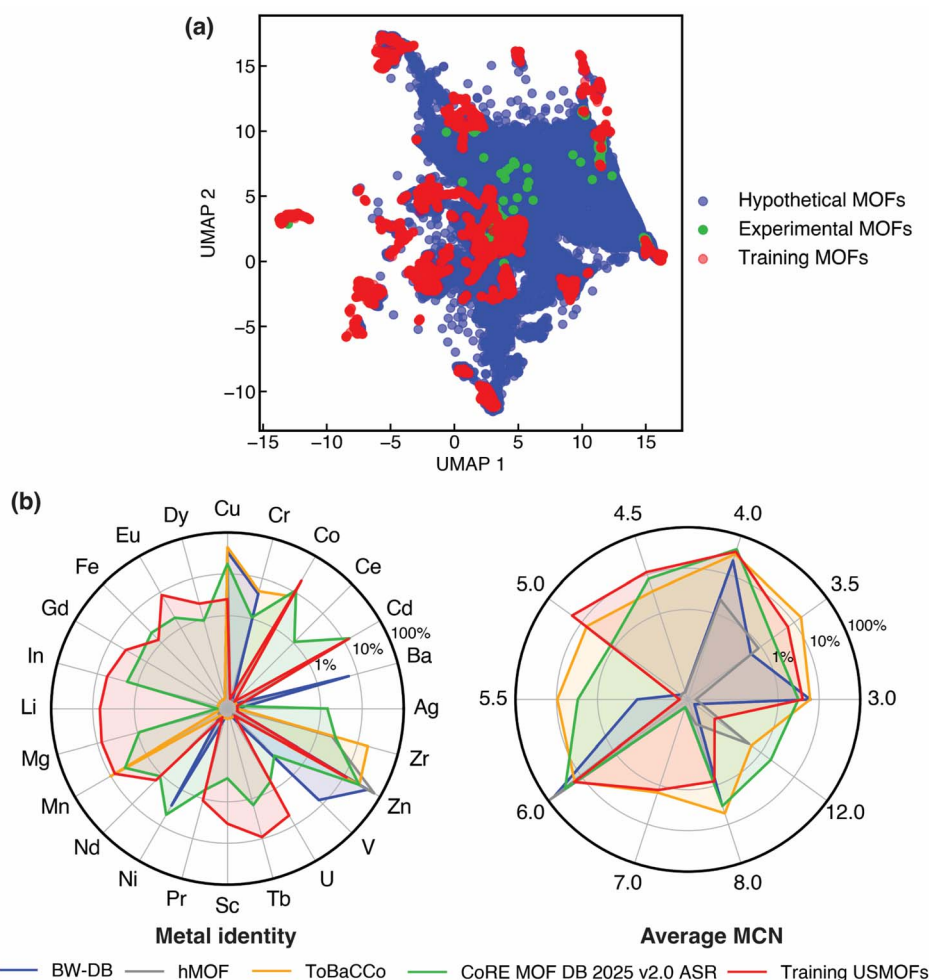 (a)
UMAP 2
15
10
5
0
−5
−10
−15 −10 −5 0 5 10 15
UMAP 1
Hypothetical MOFs
Experimental MOFs
Training MOFs
(b)
Cu
Cr
Co
Ce
Cd
Ba
Ag
Zr
Zn
V
U
Tb
Sc
Pr
Ni
Nd
Mn
Mg
Li
In
Gd
Fe
Eu
Dy
1%
10%
100%
Metal identity
4.5
4.0
3.5
3.0
12.0
8.0
7.0
6.0
5.5
5.0
1%
10%
100%
Average MCN
BW-DB hMOF ToBaCCo CoRE MOF DB 2025 v2.0 ASR Training USMOFs